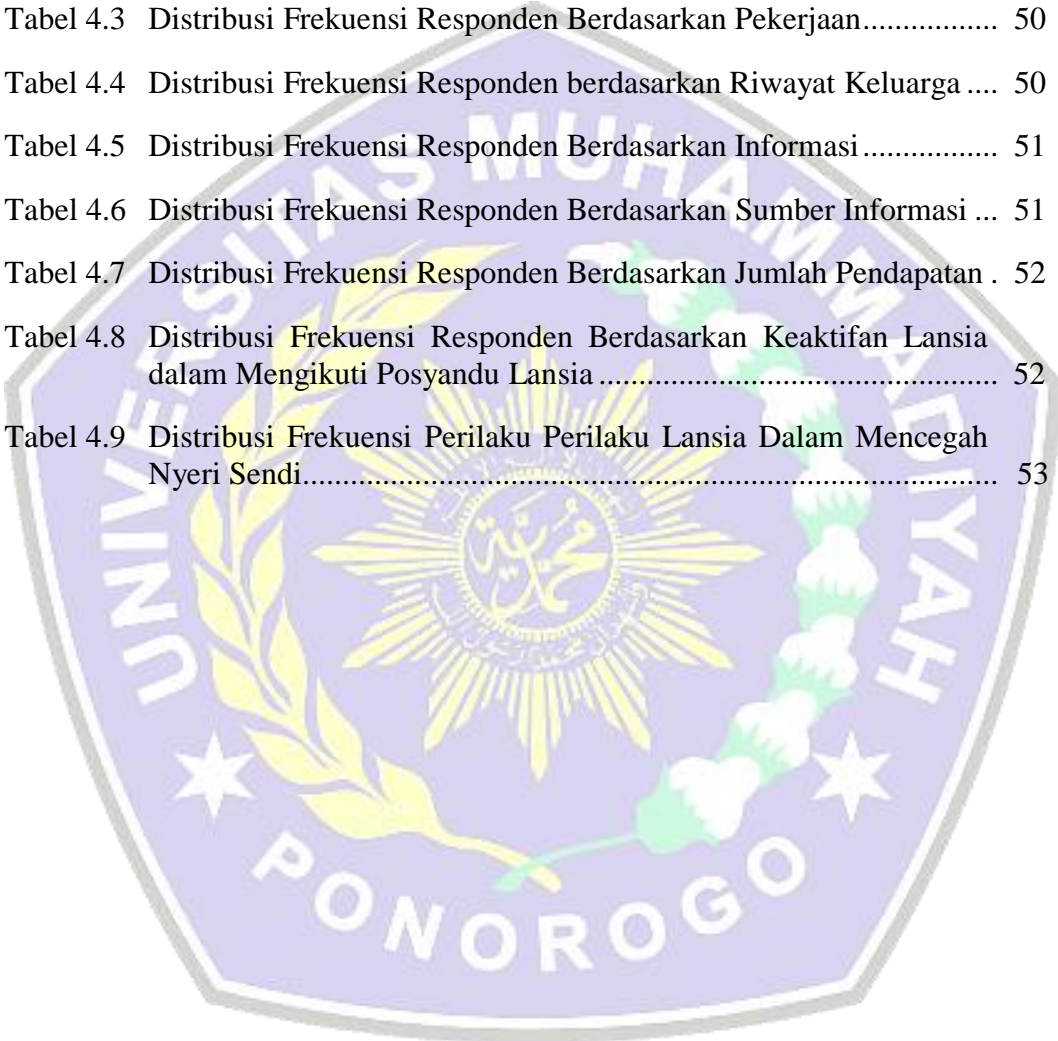 Tabel 4.3 Distribusi Frekuensi Responden Berdasarkan Pekerjaan................ 50
Tabel 4.4 Distribusi Frekuensi Responden berdasarkan Riwayat Keluarga .... 50
Tabel 4.5 Distribusi Frekuensi Responden Berdasarkan Informasi................. 51
Tabel 4.6 Distribusi Frekuensi Responden Berdasarkan Sumber Informasi ... 51
Tabel 4.7 Distribusi Frekuensi Responden Berdasarkan Jumlah Pendapatan . 52
Tabel 4.8 Distribusi Frekuensi Responden Berdasarkan Keaktifan Lansia
dalam Mengikuti Posyandu Lansia .................................................. 52
Tabel 4.9 Distribusi Frekuensi Perilaku Perilaku Lansia Dalam Mencegah
Nyeri Sendi........................................................................................ 53
UNIVERSITAS MUHAMMADIYAH
PONOROGO
محمدية